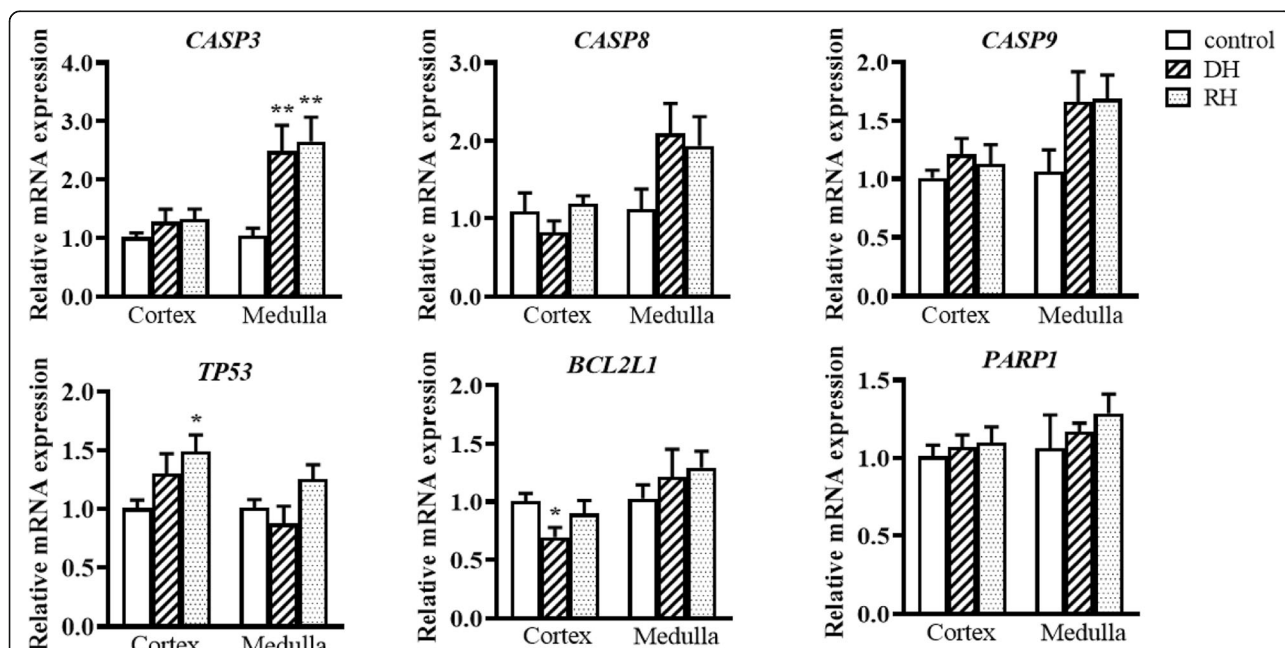 CASP3
CASP8
CASP9
control
DH
RH
Relative mRNA expression
4.0
3.0
2.0
1.0
0.0
** **
Cortex Medulla
Relative mRNA expression
3.0
2.0
1.0
0.0
Cortex Medulla
Relative mRNA expression
2.0
1.5
1.0
0.5
0.0
Cortex Medulla
TP53
BCL2L1
PARP1
Relative mRNA expression
2.0
1.5
1.0
0.5
0.0
*
Cortex Medulla
Relative mRNA expression
2.0
1.5
1.0
0.5
0.0
*
Cortex Medulla
Relative mRNA expression
1.5
1.0
0.5
0.0
Cortex Medulla